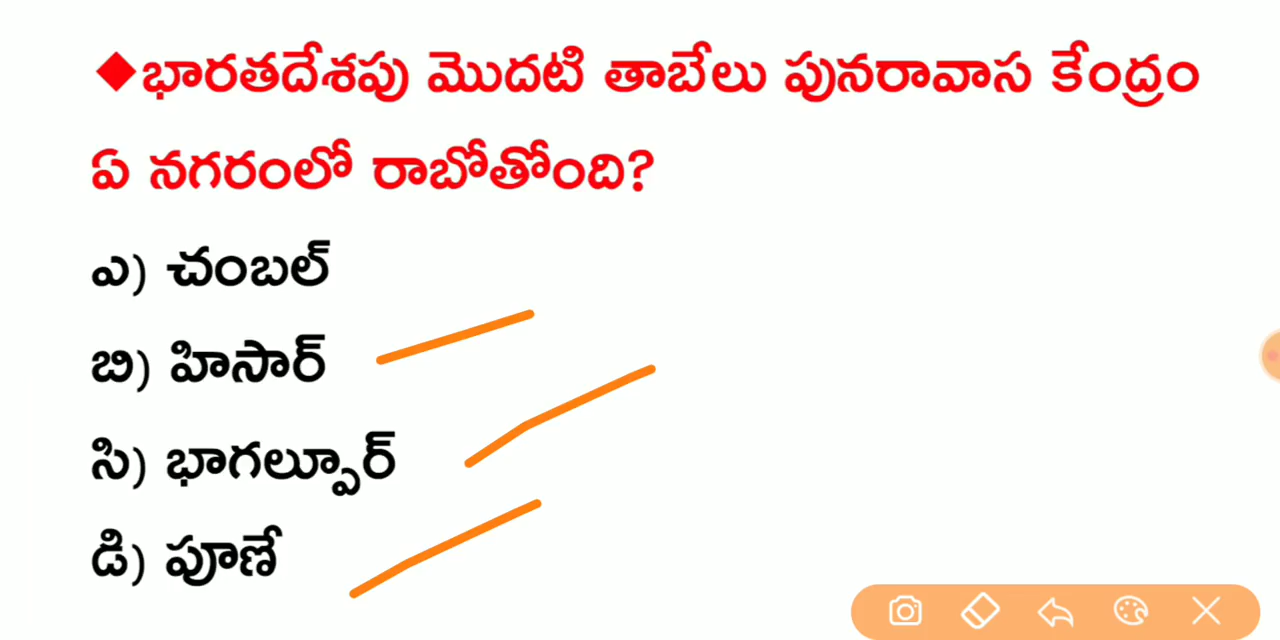 ◆భారతదేశపు మొదటి తాబేలు పునరావాస కేంద్రం
ఏ నగరంలో రాబోతోంది?
ఎ) చంబల్
బి) హిసార్
సి) భాగల్పూర్
డి) పూణే